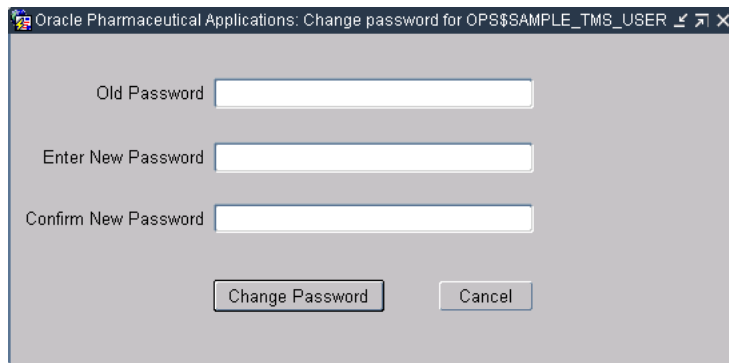 Oracle Pharmaceutical Applications: Change password for OPS$SAMPLE_TMS_USER
Old Password
Enter New Password
Confirm New Password
Change Password Cancel